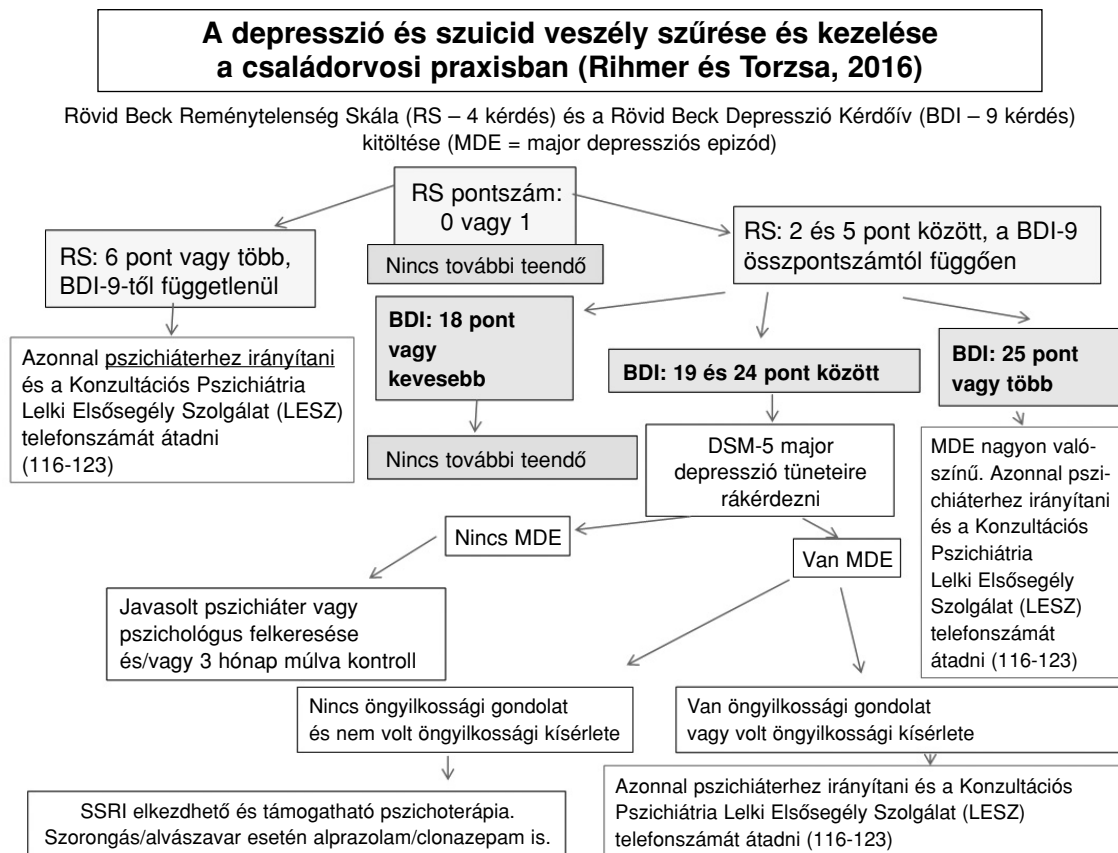 A depresszió és szuicid veszély szűrése és kezelése
a családorvosi praxisban (Rihmer és Torzsa, 2016)
Rövid Beck Reménytelenség Skála (RS – 4 kérdés) és a Rövid Beck Depresszió Kérdőív (BDI – 9 kérdés)
kitöltése (MDE = major depressziós epizód)
RS pontszám:
0 vagy 1
Nincs további teendő
RS: 6 pont vagy több,
BDI-9-től függetlenül
Azonnal pszichiáterhez irányítani
és a Konzultációs Pszichiátria
Lelki Elsősegély Szolgálat (LESZ)
telefonszámát átadni
(116-123)
RS: 2 és 5 pont között, a BDI-9
összpontszámtól függően
BDI: 18 pont
vagy
kevesebb
Nincs további teendő
BDI: 19 és 24 pont között
BDI: 25 pont
vagy több
DSM-5 major
depresszió tüneteire
rákérdezni
MDE nagyon való-
színű. Azonnal pszi-
chiáterhez irányítani
és a Konzultációs
Pszichiátria
Lelki Elsősegély
Szolgálat (LESZ)
telefonszámát
átadni (116-123)
Nincs MDE
Van MDE
Javasolt pszichiáter vagy
pszichológus felkeresése
és/vagy 3 hónap múlva kontroll
Nincs öngyilkossági gondolat
és nem volt öngyilkossági kísérlete
Van öngyilkossági gondolat
vagy volt öngyilkossági kísérlete
SSRI elkezdhető és támogatható pszichoterápia.
Szorongás/alvászavar esetén alprazolam/clonazepam is.
Azonnal pszichiáterhez irányítani és a Konzultációs
Pszichiátria Lelki Elsősegély Szolgálat (LESZ)
telefonszámát átadni (116-123)